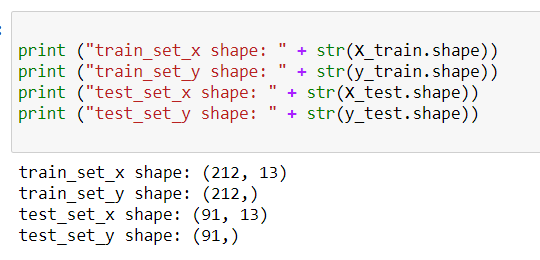 print ("train_set_x shape: " + str(X_train.shape))
print ("train_set_y shape: " + str(y_train.shape))
print ("test_set_x shape: " + str(X_test.shape))
print ("test_set_y shape: " + str(y_test.shape))
train_set_x shape: (212, 13)
train_set_y shape: (212,)
test_set_x shape: (91, 13)
test_set_y shape: (91,)